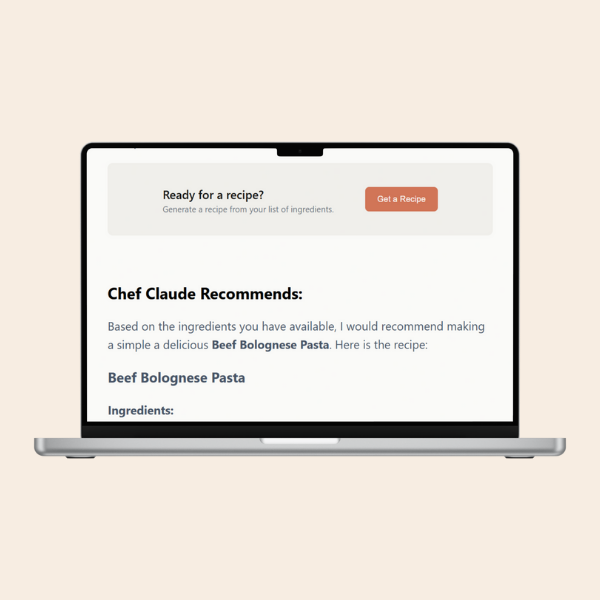 Ready for a recipe?
Generate a recipe from your list of ingredients.
Get a Recipe
Chef Claude Recommends:
Based on the ingredients you have available, I would recommend making
a simple a delicious Beef Bolognese Pasta. Here is the recipe:
Beef Bolognese Pasta
Ingredients: